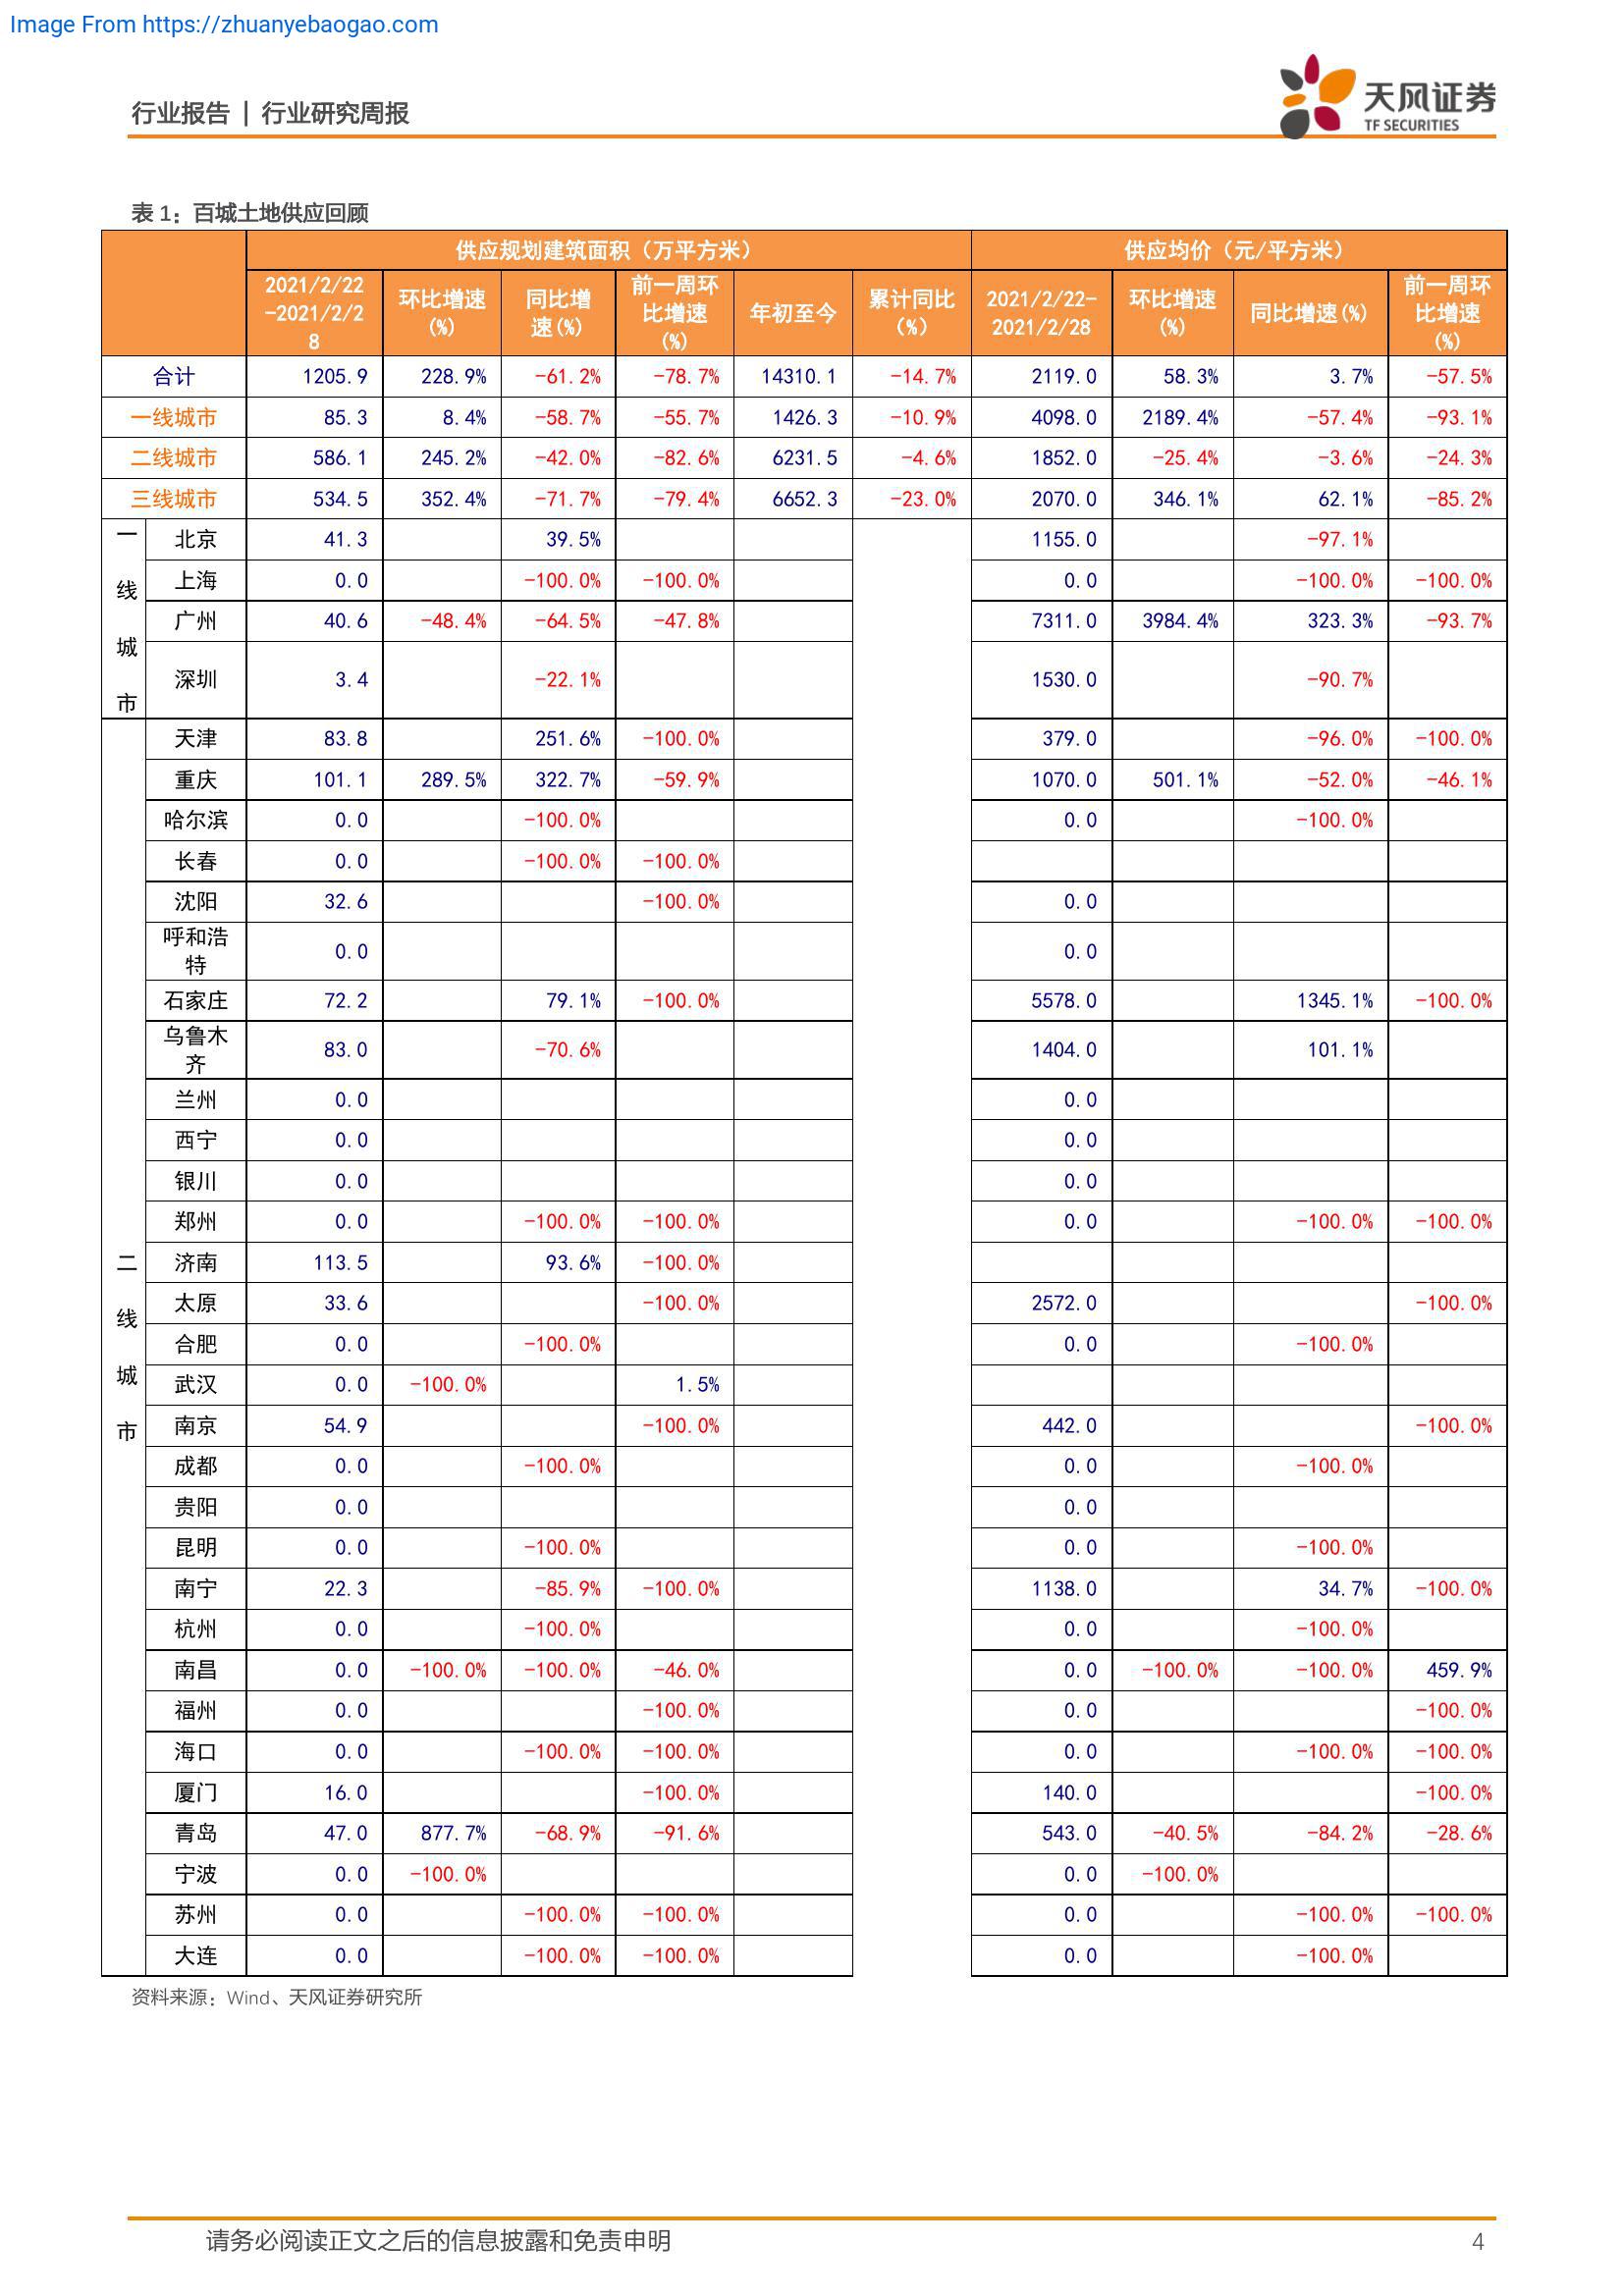 Image From https://zhuanyebaogao.com
行业报告 | 行业研究周报
天风证券
TF SECURITIES
表 1：百城土地供应回顾
供应规划建筑面积（万平方米） 供应均价（元/平方米）
2021/2/22-2021/2/28 环比增速(%) 同比增速(%) 前一周环比增速(%) 年初至今 累计同比(%) 2021/2/22-2021/2/28 环比增速(%) 同比增速(%) 前一周环比增速(%)
合计 1205.9 228.9% -61.2% -78.7% 14310.1 -14.7% 2119.0 58.3% 3.7% -57.5%
一线城市 85.3 8.4% -58.7% -55.7% 1426.3 -10.9% 4098.0 2189.4% -57.4% -93.1%
二线城市 586.1 245.2% -42.0% -82.6% 6231.5 -4.6% 1852.0 -25.4% -3.6% -24.3%
三线城市 534.5 352.4% -71.7% -79.4% 6652.3 -23.0% 2070.0 346.1% 62.1% -85.2%
一线城市
北京 41.3 39.5% 1155.0 -97.1%
上海 0.0 -100.0% -100.0% 0.0 -100.0% -100.0%
广州 40.6 -48.4% -64.5% -47.8% 7311.0 3984.4% 323.3% -93.7%
深圳 3.4 -22.1% 1530.0 -90.7%
二线城市
天津 83.8 251.6% -100.0% 379.0 -96.0% -100.0%
重庆 101.1 289.5% 322.7% -59.9% 1070.0 501.1% -52.0% -46.1%
哈尔滨 0.0 -100.0% 0.0 -100.0%
长春 0.0 -100.0% -100.0%
沈阳 32.6 -100.0% 0.0
呼和浩特 0.0 0.0
石家庄 72.2 79.1% -100.0% 5578.0 1345.1% -100.0%
乌鲁木齐 83.0 -70.6% 1404.0 101.1%
兰州 0.0 0.0
西宁 0.0 0.0
银川 0.0 0.0
郑州 0.0 -100.0% -100.0% 0.0 -100.0% -100.0%
济南 113.5 93.6% -100.0%
太原 33.6 -100.0% 2572.0 -100.0%
合肥 0.0 -100.0% 0.0 -100.0%
武汉 0.0 -100.0% 1.5%
南京 54.9 -100.0% 442.0 -100.0%
成都 0.0 -100.0% 0.0 -100.0%
贵阳 0.0 0.0
昆明 0.0 -100.0% 0.0 -100.0%
南宁 22.3 -85.9% -100.0% 1138.0 34.7% -100.0%
杭州 0.0 -100.0% 0.0 -100.0%
南昌 0.0 -100.0% -100.0% -46.0% 0.0 -100.0% -100.0% 459.9%
福州 0.0 -100.0% 0.0 -100.0%
海口 0.0 -100.0% -100.0% 0.0 -100.0% -100.0%
厦门 16.0 -100.0% 140.0 -100.0%
青岛 47.0 877.7% -68.9% -91.6% 543.0 -40.5% -84.2% -28.6%
宁波 0.0 -100.0% 0.0 -100.0%
苏州 0.0 -100.0% -100.0% 0.0 -100.0% -100.0%
大连 0.0 -100.0% -100.0% 0.0 -100.0%
资料来源：Wind、天风证券研究所
请务必阅读正文之后的信息披露和免责申明 4